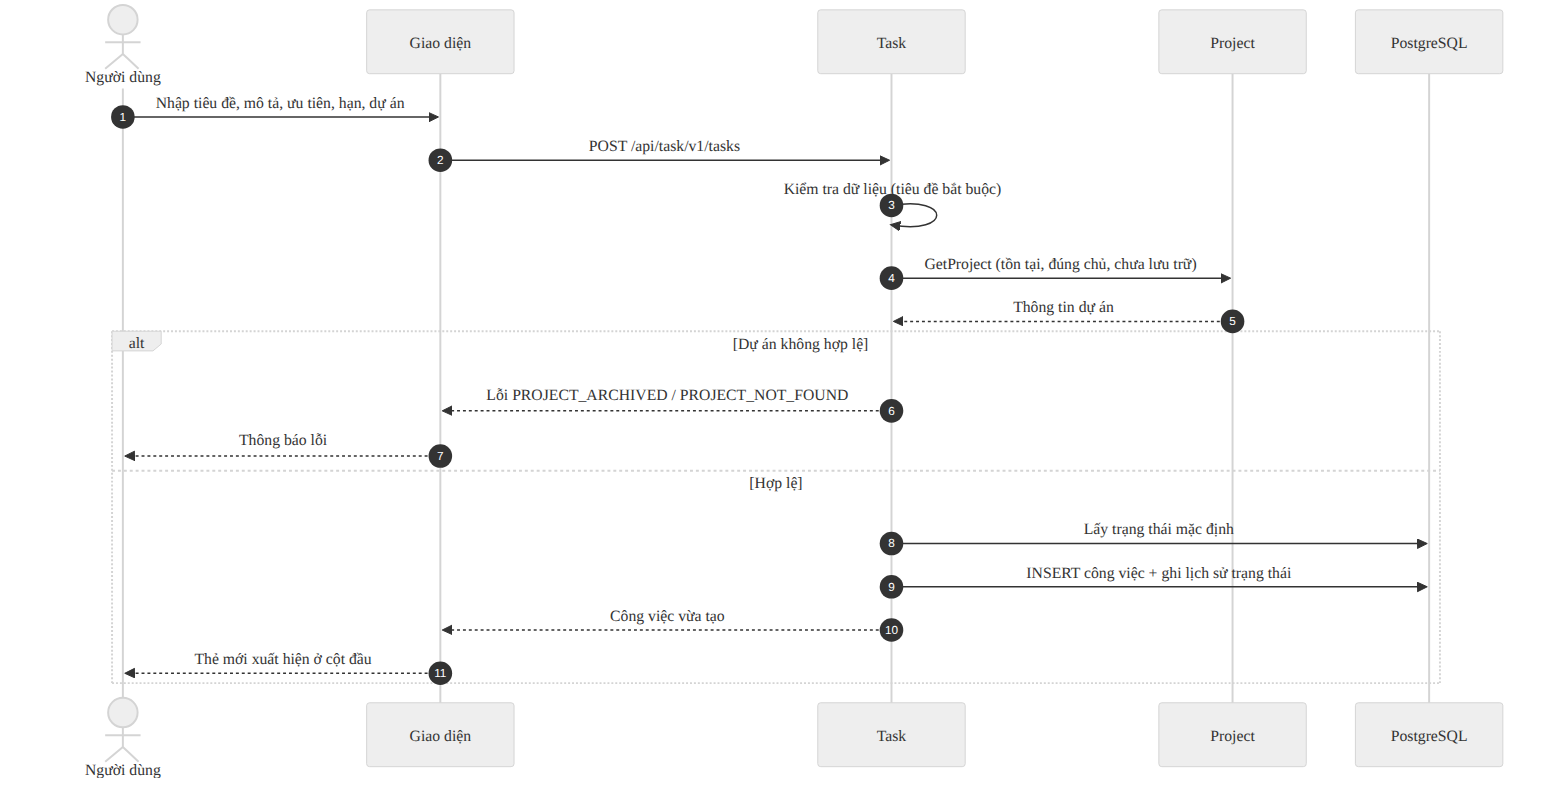 Người dùng
Giao diện
Task
Project
PostgreSQL
1
Nhập tiêu đề, mô tả, ưu tiên, hạn, dự án
2
POST /api/task/v1/tasks
Kiểm tra dữ liệu (tiêu đề bắt buộc)
3
4
GetProject (tồn tại, đúng chủ, chưa lưu trữ)
Thông tin dự án
5
alt
[Dự án không hợp lệ]
Lỗi PROJECT_ARCHIVED / PROJECT_NOT_FOUND
6
Thông báo lỗi
7
[Hợp lệ]
8
Lấy trạng thái mặc định
9
INSERT công việc + ghi lịch sử trạng thái
Công việc vừa tạo
10
Thẻ mới xuất hiện ở cột đầu
11
Người dùng
Giao diện
Task
Project
PostgreSQL